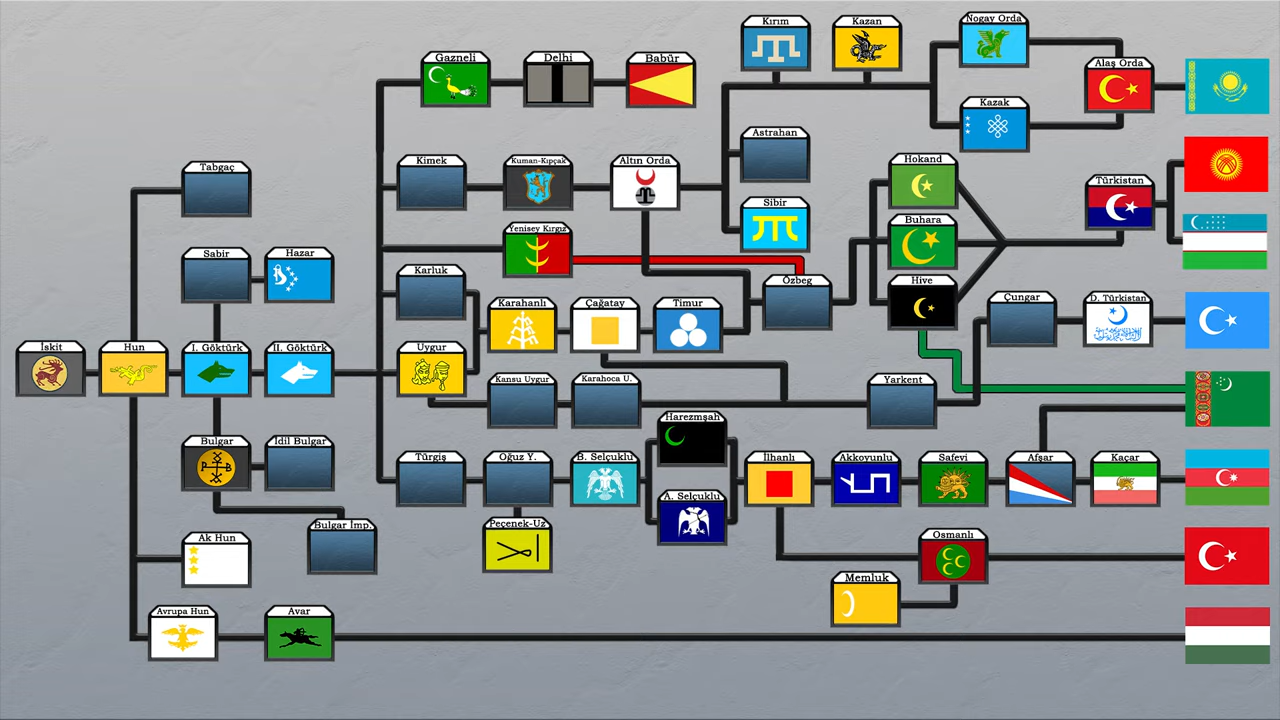 Kırım
Kazan
Nogay Orda
Gazneli
Delhi
Babür
Alaş Orda
Kazak
Astrahan
Tabgaç
Kimek
Kuman-Kıpçak
Altın Orda
Hokand
Türkistan
Sibir
Buhara
Yenisey Kırgız
Sabir
Hazar
Karluk
Özbeg
Hive
Karahanlı
Çağatay
Timur
Çungar
D. Türkistan
İskit
Hun
I. Göktürk
II. Göktürk
Uygur
Kansu Uygur
Karahoca U.
Yarkent
Harezmşah
Bulgar
İdil Bulgar
Türgiş
Oğuz Y.
B. Selçuklu
İlhanlı
Akkoyunlu
Safevi
Afşar
Kaçar
A. Selçuklu
Bulgar İmp.
Peçenek-Uz
Ak Hun
Osmanlı
Memluk
Avrupa Hun
Avar